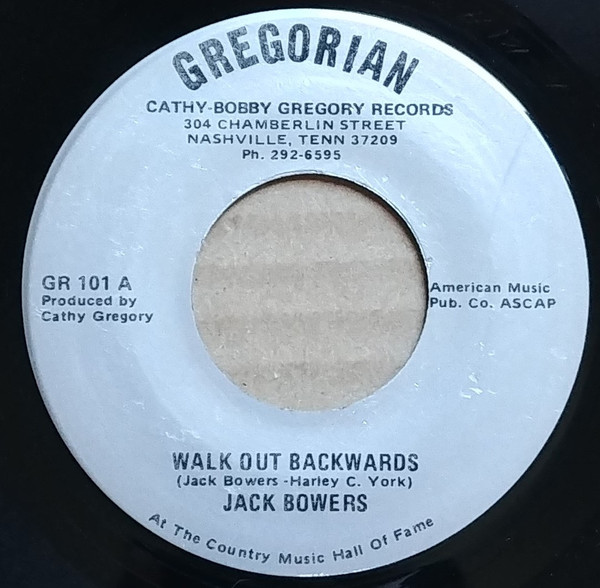 GREGORIAN
CATHY-BOBBY GREGORY RECORDS
304 CHAMBERLIN STREET
NASHVILLE, TENN 37209
Ph. 292-6595
GR 101 A
Produced by
Cathy Gregory
American Music
Pub. Co. ASCAP
WALK OUT BACKWARDS
(Jack Bowers -Harley C. York)
JACK BOWERS
At The Country Music Hall Of Fame